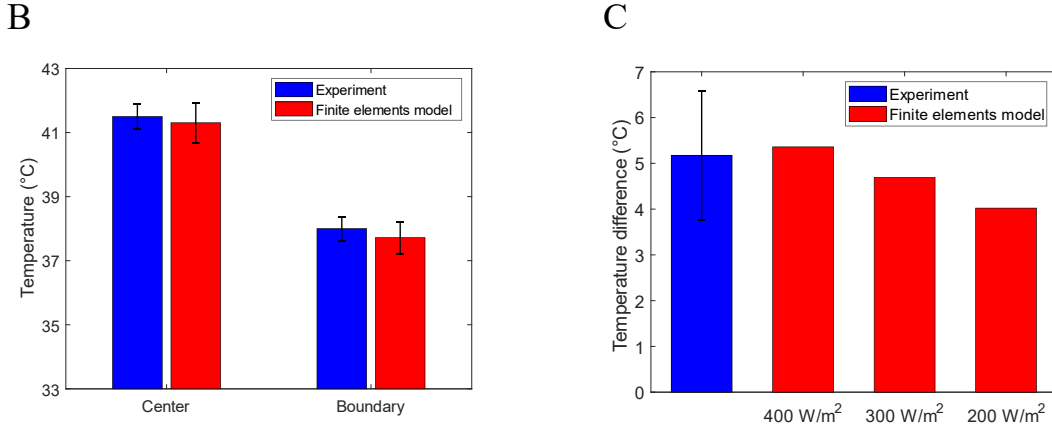 B
C
43
41
39
37
35
33
Temperature (°C)
Experiment
Finite elements model
Center
Boundary
7
6
5
4
3
2
1
0
Temperature difference (°C)
Experiment
Finite elements model
400 W/m²
300 W/m²
200 W/m²